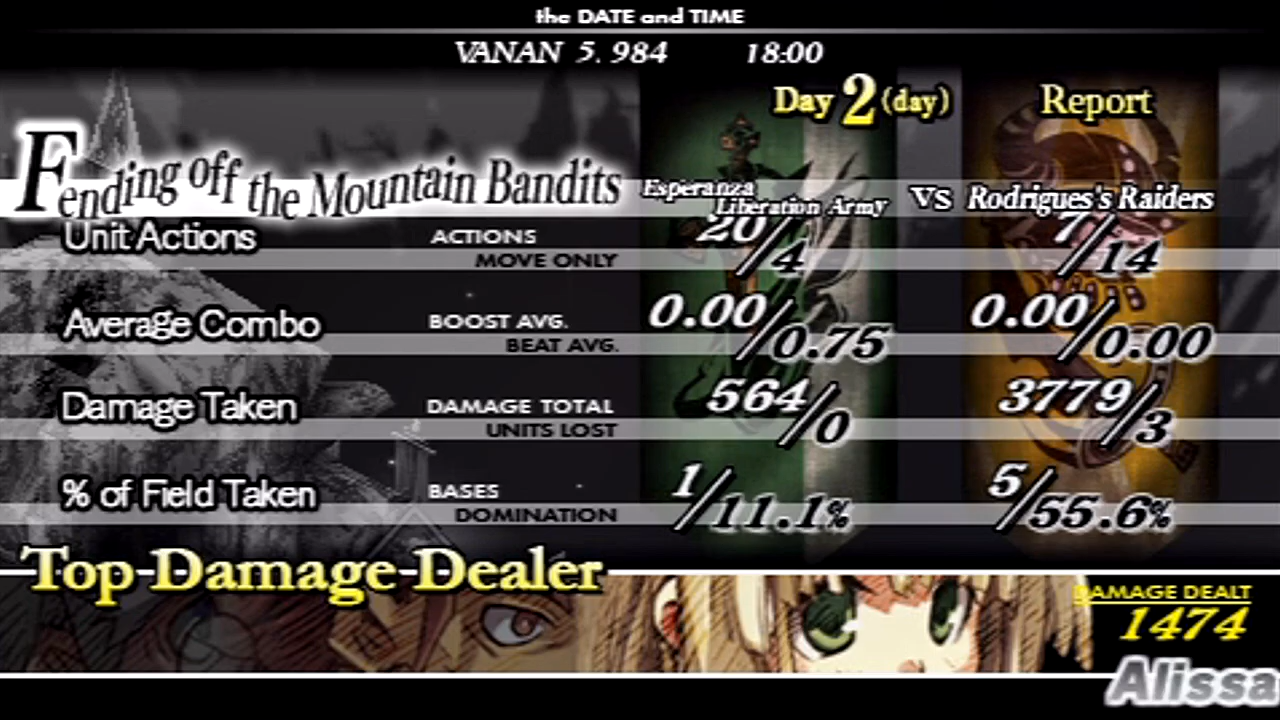 the DATE and TIME
VANAN 5. 984 18:00
Day 2 (day) Report
Fending off the Mountain Bandits
Esperanza
Liberation Army VS Rodrigues's Raiders
Unit Actions ACTIONS 20/ 7/
MOVE ONLY 4 14
Average Combo BOOST AVG. 0.00/ 0.00/
BEAT AVG. 0.75 0.00
Damage Taken DAMAGE TOTAL 564/ 3779/
UNITS LOST 0 3
% of Field Taken BASES 1/ 5/
DOMINATION 11.1% 55.6%
Top Damage Dealer
DAMAGE DEALT
1474
Alissa